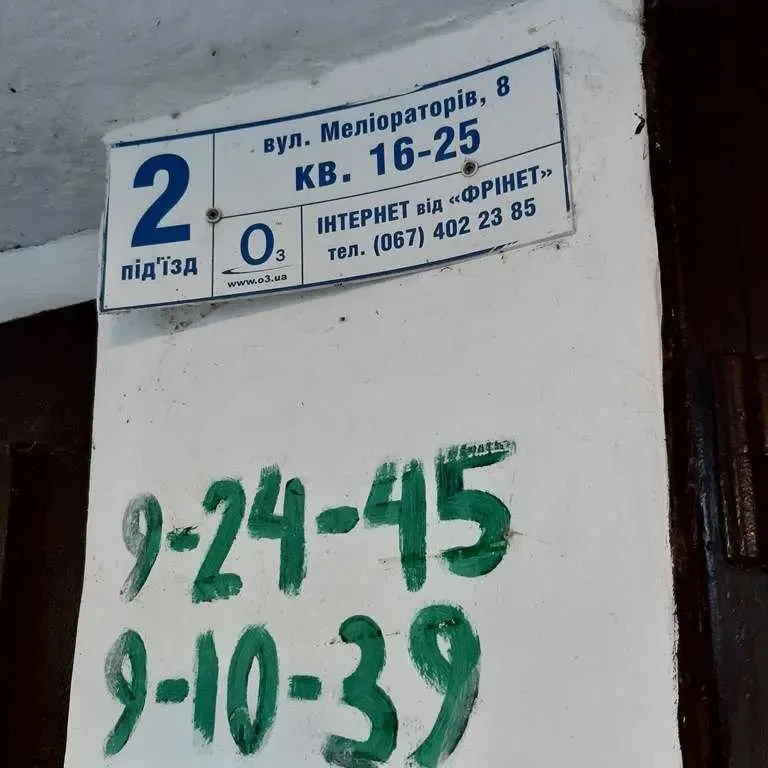 2
під'їзд
вул. Меліораторів, 8
кв. 16-25
O3
www.o3.ua
ІНТЕРНЕТ від «ФРІНЕТ»
тел. (067) 402 23 85
9-24-45
9-10-39